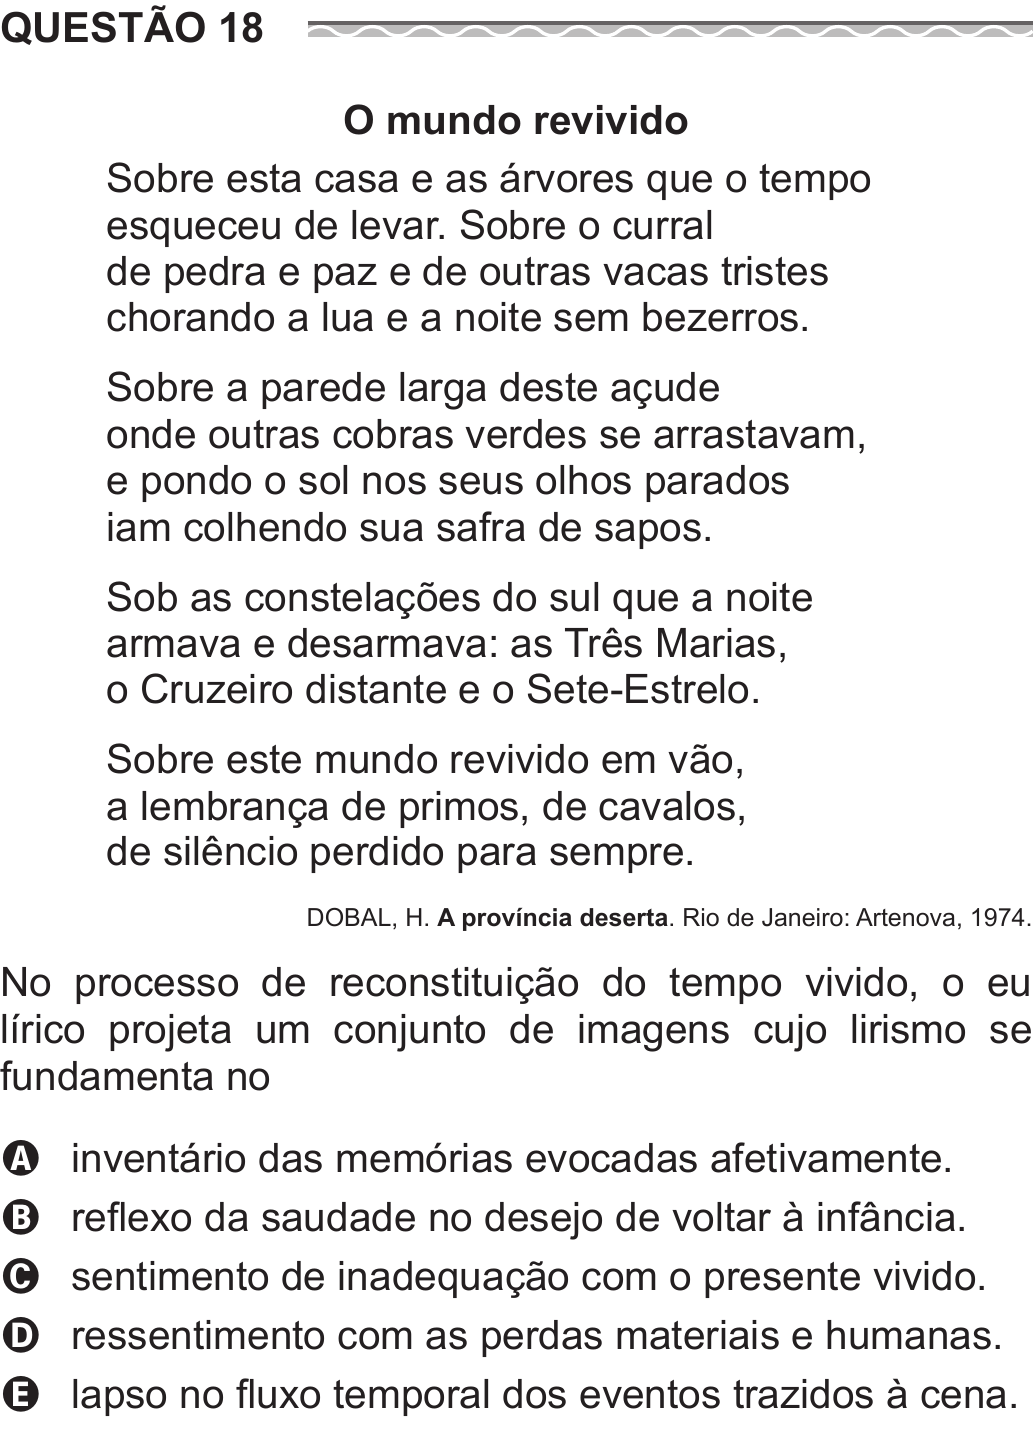 QUESTÃO 18
O mundo revivido
Sobre esta casa e as árvores que o tempo
esqueceu de levar. Sobre o curral
de pedra e paz e de outras vacas tristes
chorando a lua e a noite sem bezerros.
Sobre a parede larga deste açude
onde outras cobras verdes se arrastavam,
e pondo o sol nos seus olhos parados
iam colhendo sua safra de sapos.
Sob as constelações do sul que a noite
armava e desarmava: as Três Marias,
o Cruzeiro distante e o Sete-Estrelo.
Sobre este mundo revivido em vão,
a lembrança de primos, de cavalos,
de silêncio perdido para sempre.
DOBAL, H. A província deserta. Rio de Janeiro: Artenova, 1974.
No processo de reconstituição do tempo vivido, o eu
lírico projeta um conjunto de imagens cujo lirismo se
fundamenta no
A inventário das memórias evocadas afetivamente.
B reflexo da saudade no desejo de voltar à infância.
C sentimento de inadequação com o presente vivido.
D ressentimento com as perdas materiais e humanas.
E lapso no fluxo temporal dos eventos trazidos à cena.